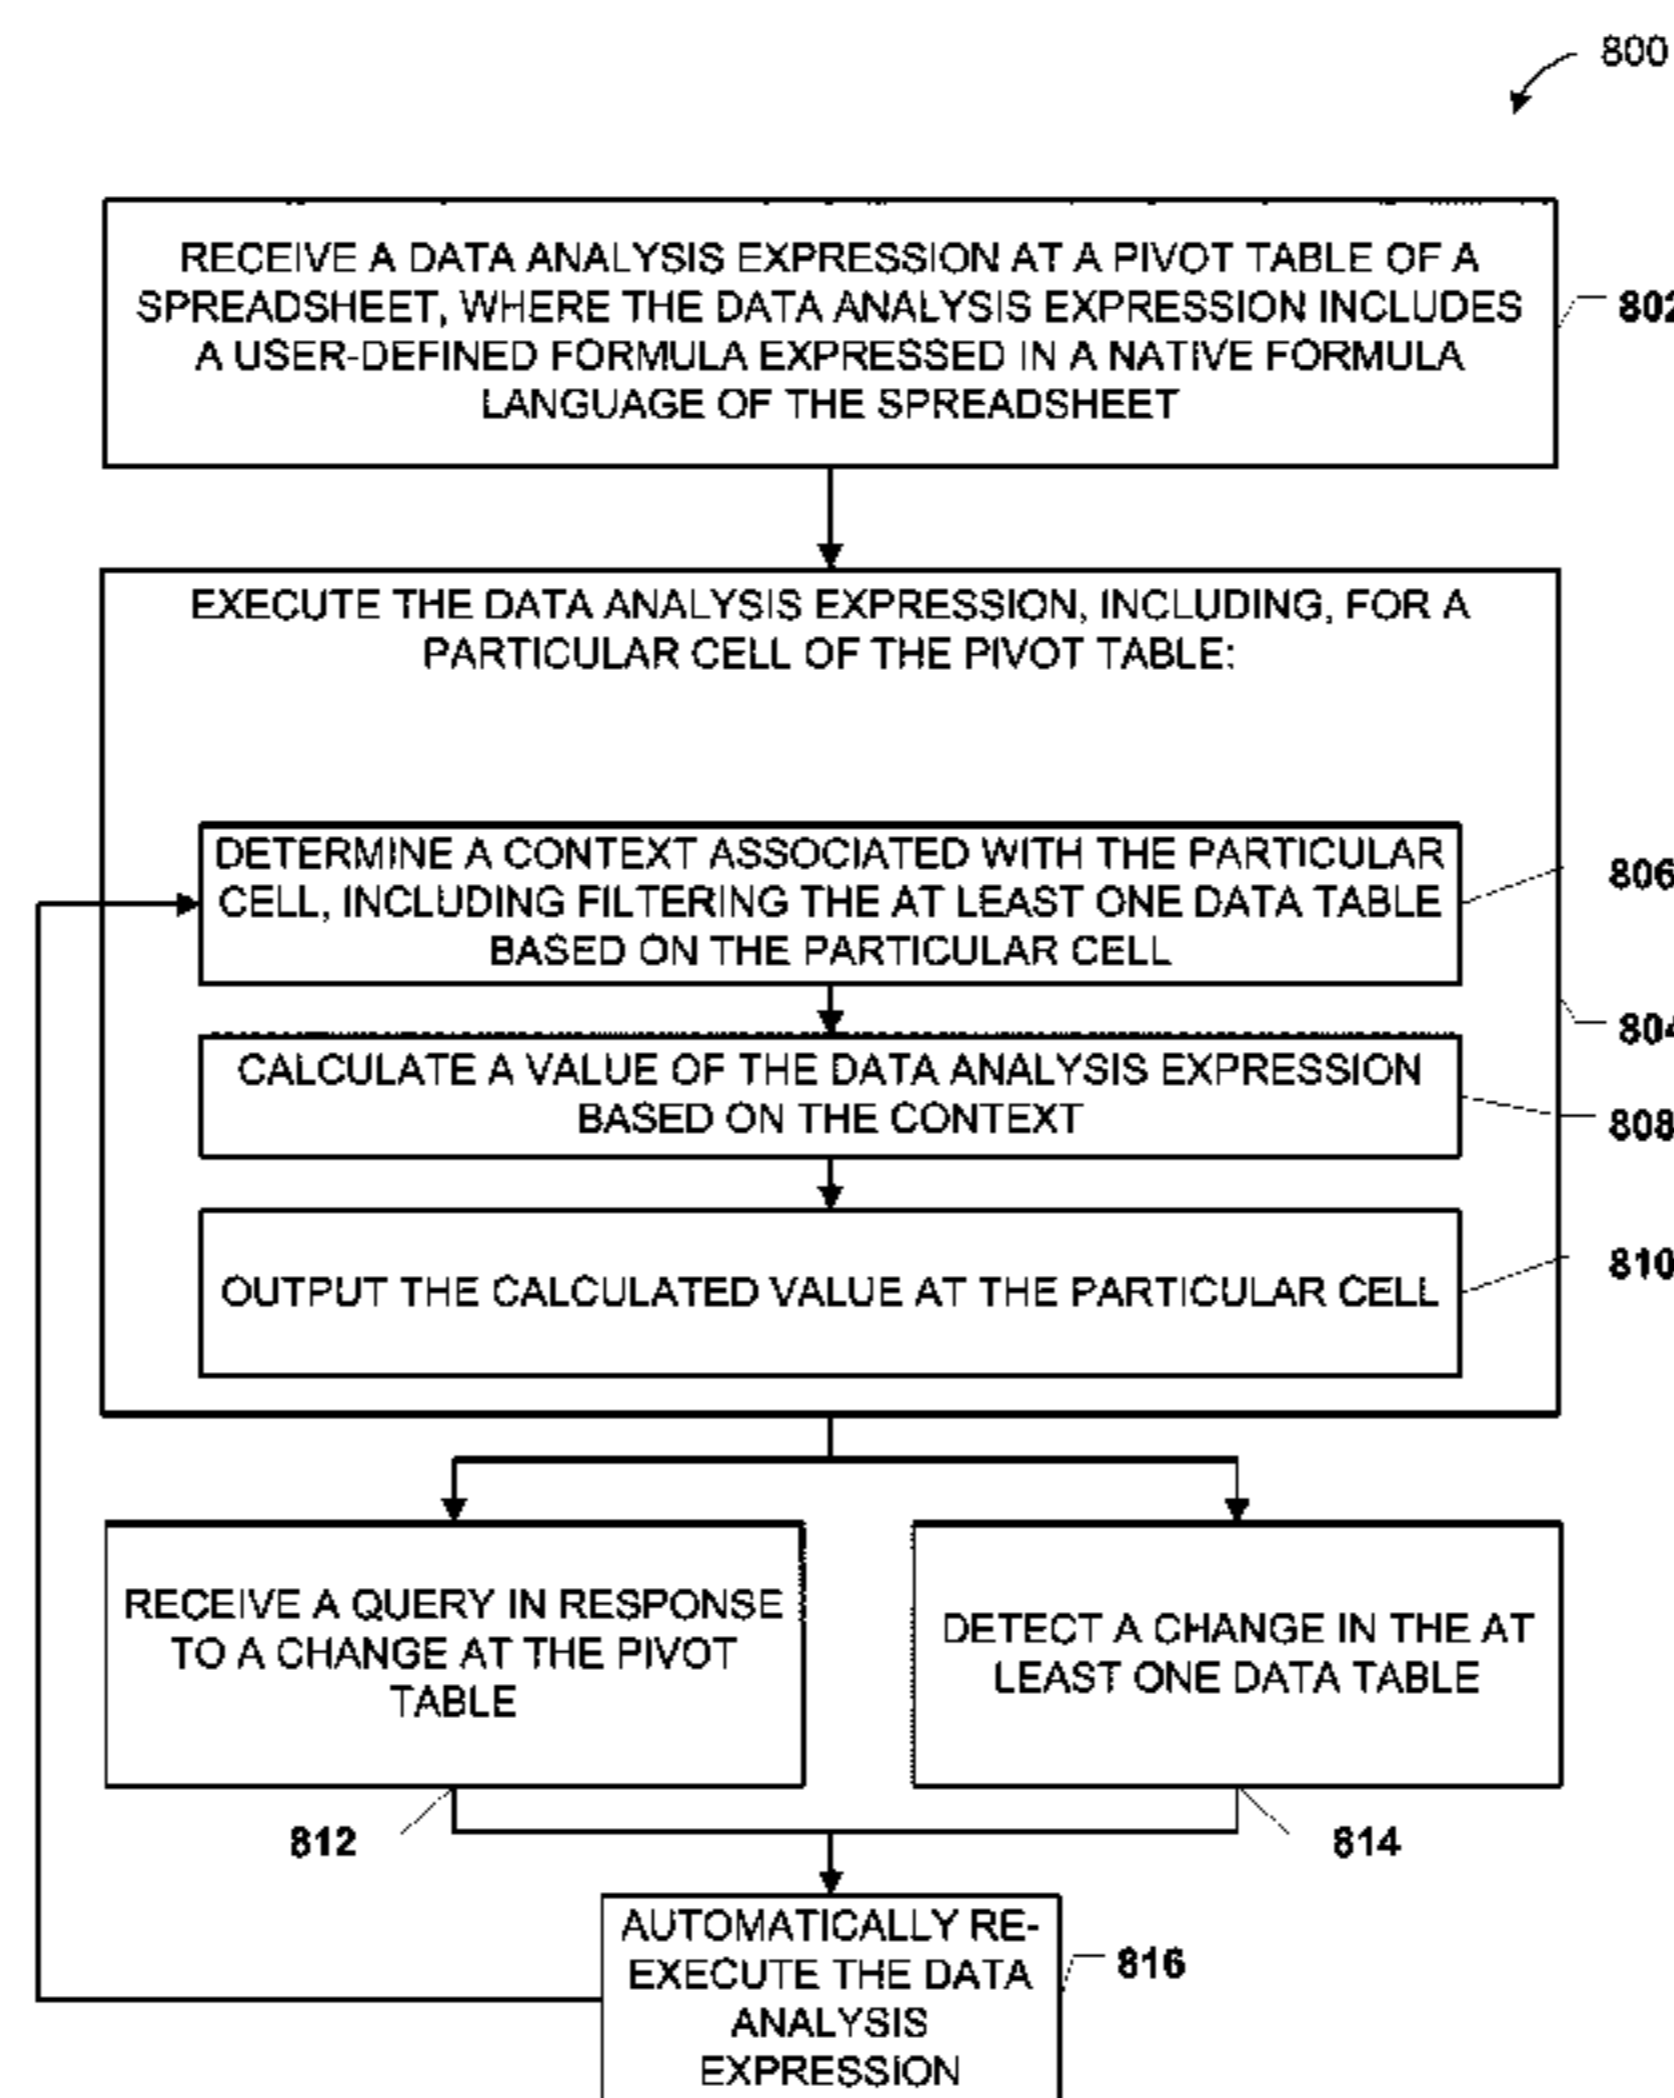 800
RECEIVE A DATA ANALYSIS EXPRESSION AT A PIVOT TABLE OF A
SPREADSHEET, WHERE THE DATA ANALYSIS EXPRESSION INCLUDES
A USER-DEFINED FORMULA EXPRESSED IN A NATIVE FORMULA
LANGUAGE OF THE SPREADSHEET
802
EXECUTE THE DATA ANALYSIS EXPRESSION, INCLUDING, FOR A
PARTICULAR CELL OF THE PIVOT TABLE:
DETERMINE A CONTEXT ASSOCIATED WITH THE PARTICULAR
CELL, INCLUDING FILTERING THE AT LEAST ONE DATA TABLE
BASED ON THE PARTICULAR CELL
806
804
CALCULATE A VALUE OF THE DATA ANALYSIS EXPRESSION
BASED ON THE CONTEXT
808
OUTPUT THE CALCULATED VALUE AT THE PARTICULAR CELL
810
RECEIVE A QUERY IN RESPONSE
TO A CHANGE AT THE PIVOT
TABLE
812
DETECT A CHANGE IN THE AT
LEAST ONE DATA TABLE
814
AUTOMATICALLY RE-
EXECUTE THE DATA
ANALYSIS
EXPRESSION
816